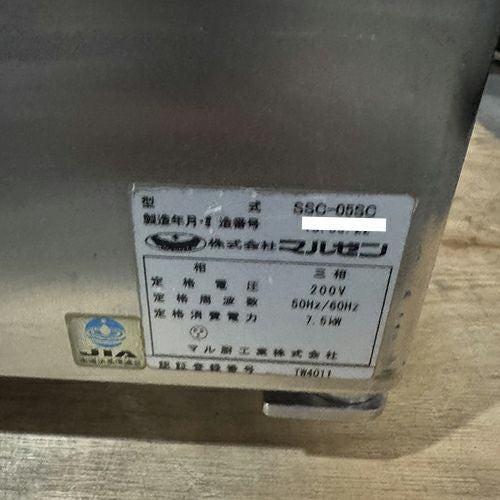 型 式 SSC-05SC
製造年月・製造番号
株式会社マルゼン
相 三相
定格電圧 200V
定格周波数 50Hz/60Hz
定格消費電力 7.5kW
マル厨工業株式会社
認証登録番号 TW4011
JIA